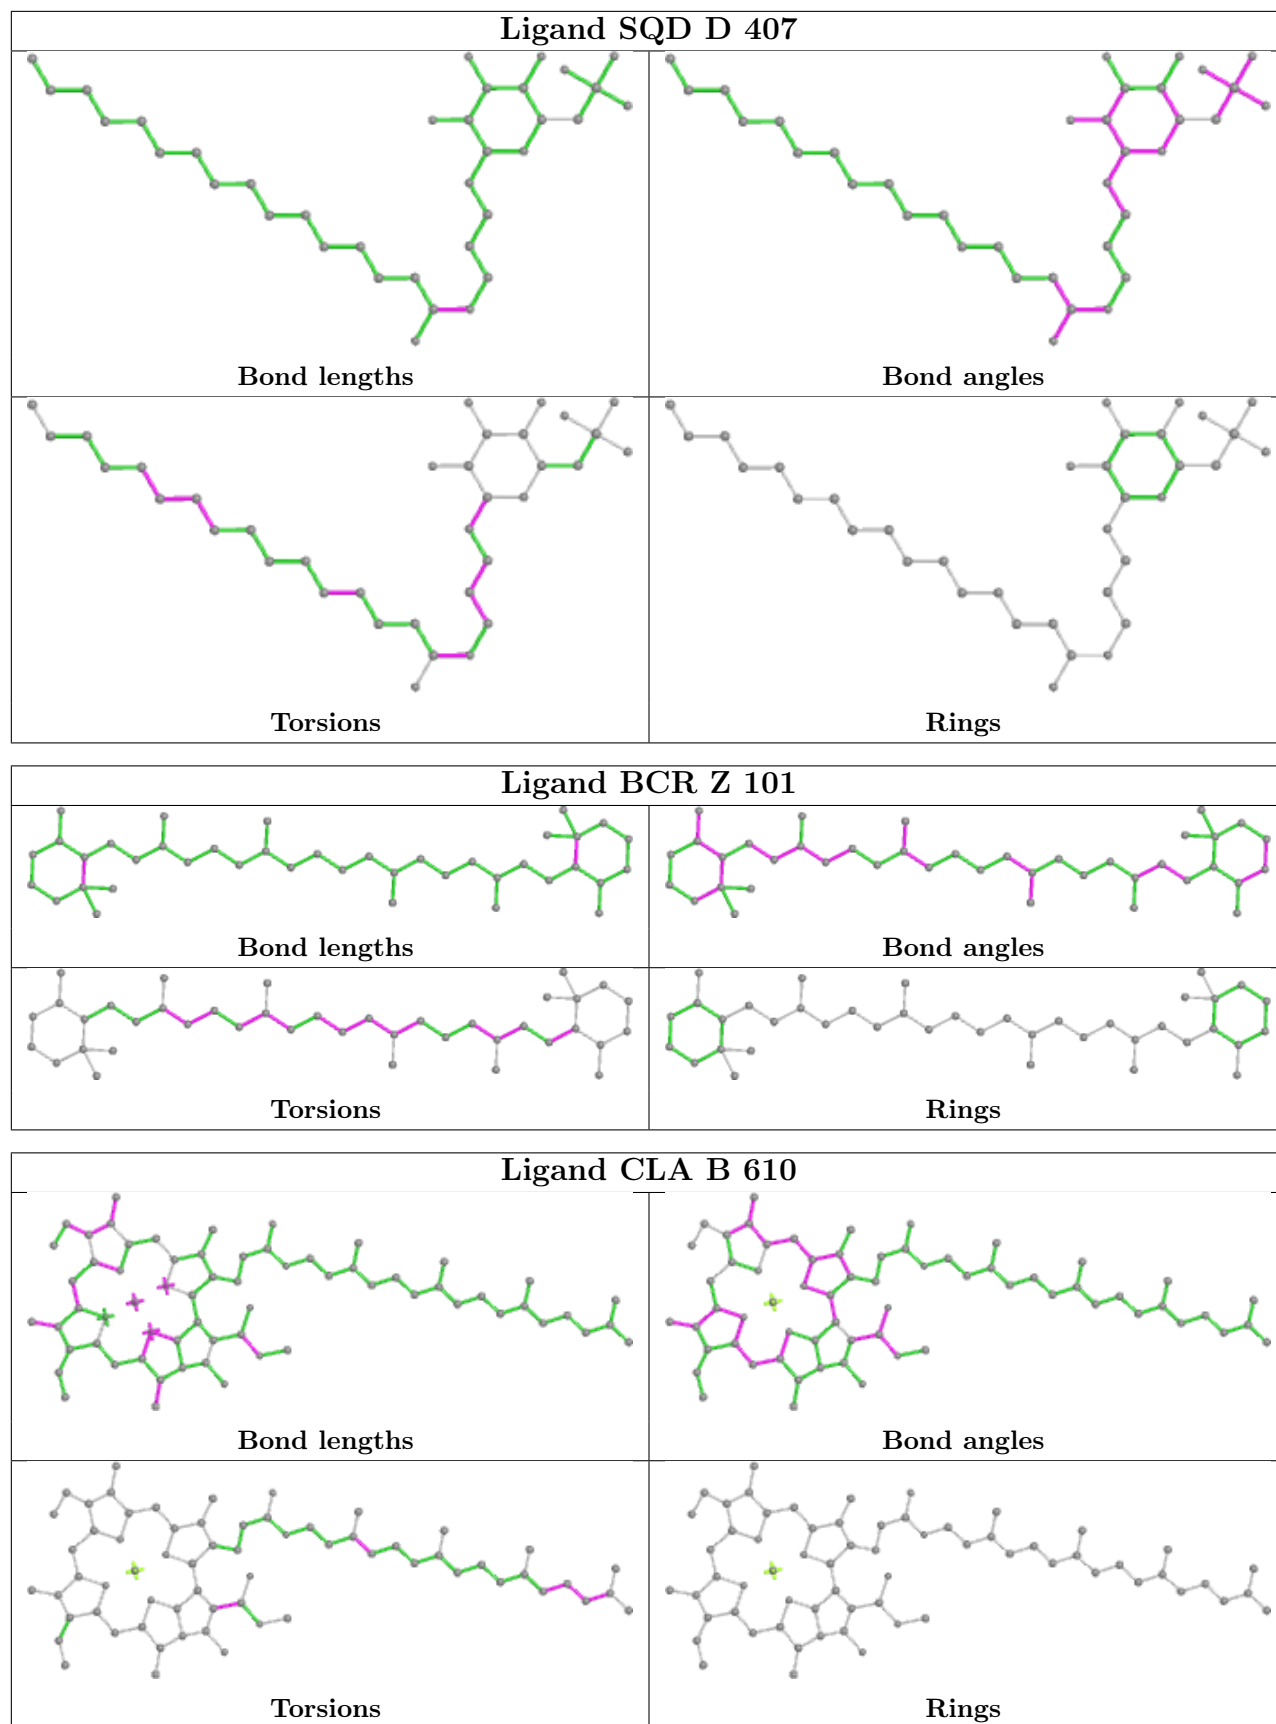 Ligand SQD D 407
Bond lengths
Bond angles
Torsions
Rings
Ligand BCR Z 101
Bond lengths
Bond angles
Torsions
Rings
Ligand CLA B 610
Bond lengths
Bond angles
Torsions
Rings